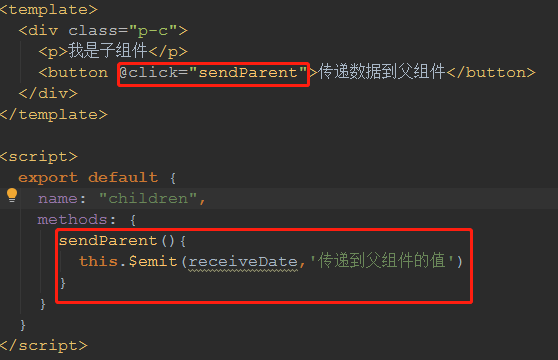 <template>
<div class="p-c">
<p>我是子组件</p>
<button @click="sendParent">传递数据到父组件</button>
</div>
</template>
<script>
export default {
name: "children",
methods: {
sendParent(){
this.$emit(receiveDate,'传递到父组件的值')
}
}
}
</script>